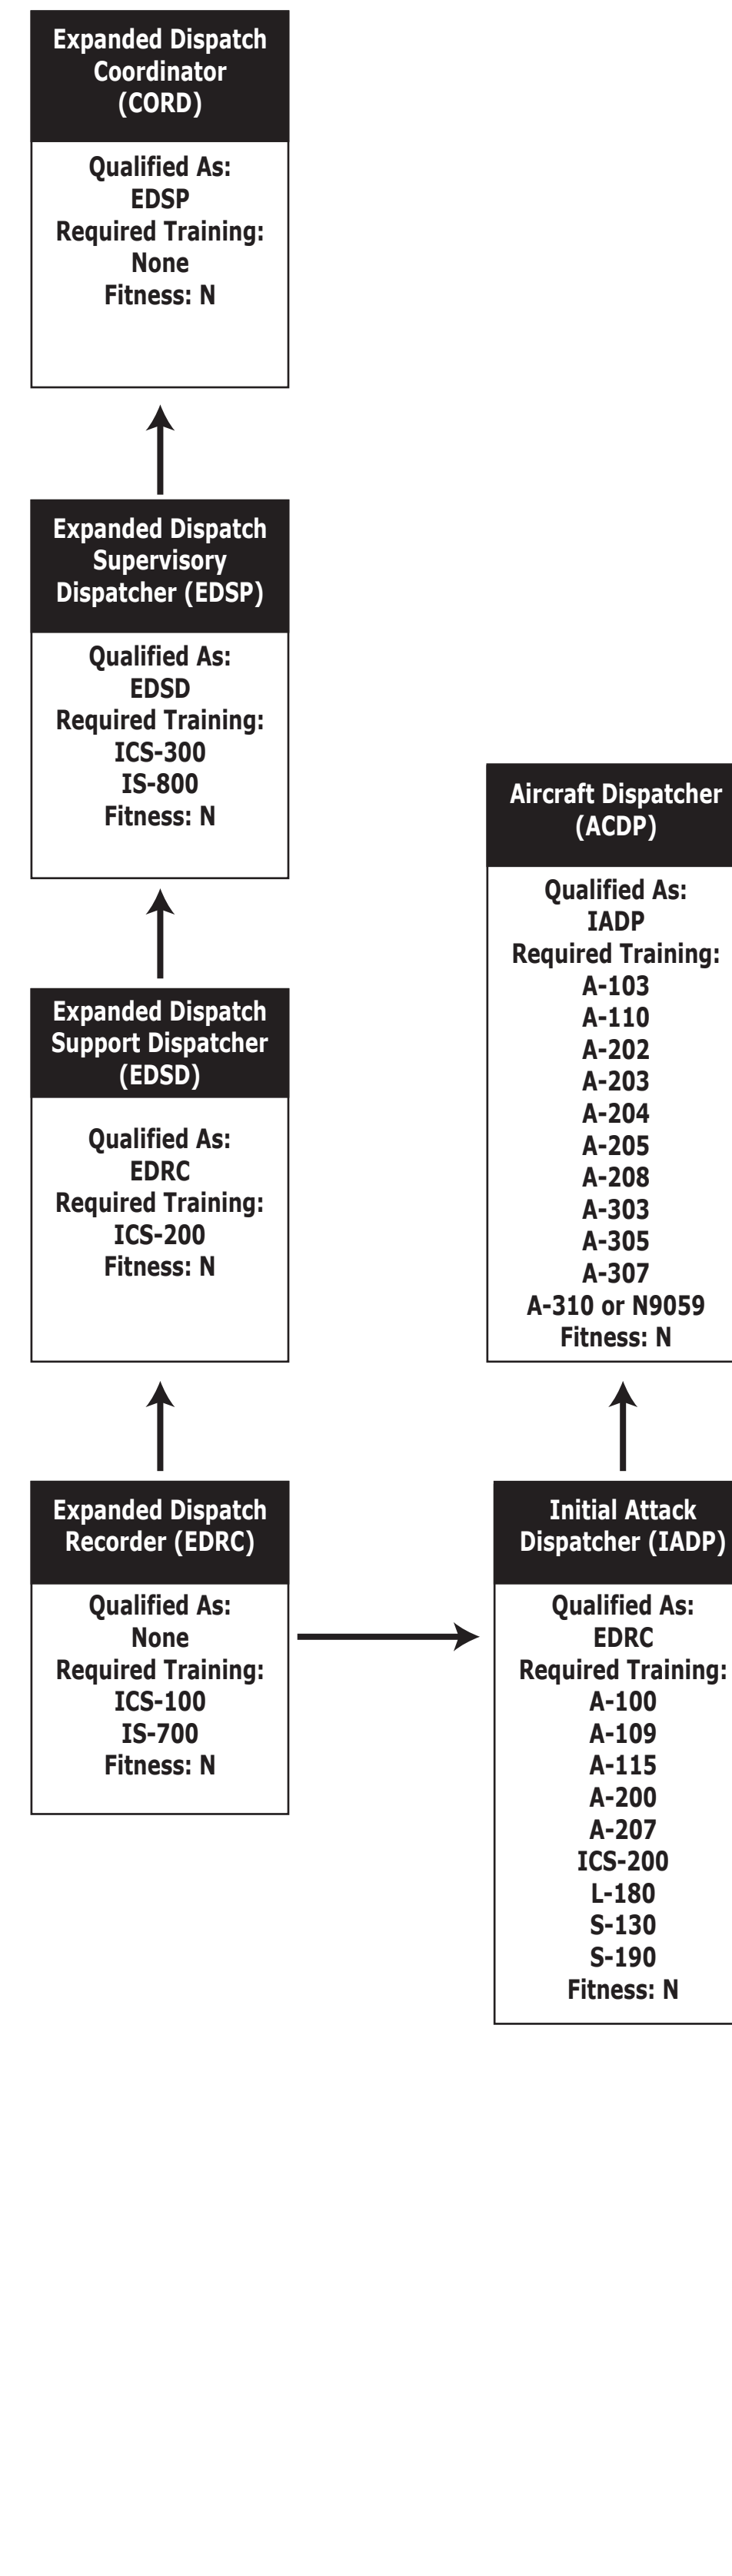 Expanded Dispatch
Coordinator
(CORD)
Qualified As:
EDSP
Required Training:
None
Fitness: N
Expanded Dispatch
Supervisory
Dispatcher (EDSP)
Qualified As:
EDSD
Required Training:
ICS-300
IS-800
Fitness: N
Expanded Dispatch
Support Dispatcher
(EDSD)
Qualified As:
EDRC
Required Training:
ICS-200
Fitness: N
Expanded Dispatch
Recorder (EDRC)
Qualified As:
None
Required Training:
ICS-100
IS-700
Fitness: N
Aircraft Dispatcher
(ACDP)
Qualified As:
IADP
Required Training:
A-103
A-110
A-202
A-203
A-204
A-205
A-208
A-303
A-305
A-307
A-310 or N9059
Fitness: N
Initial Attack
Dispatcher (IADP)
Qualified As:
EDRC
Required Training:
A-100
A-109
A-115
A-200
A-207
ICS-200
L-180
S-130
S-190
Fitness: N